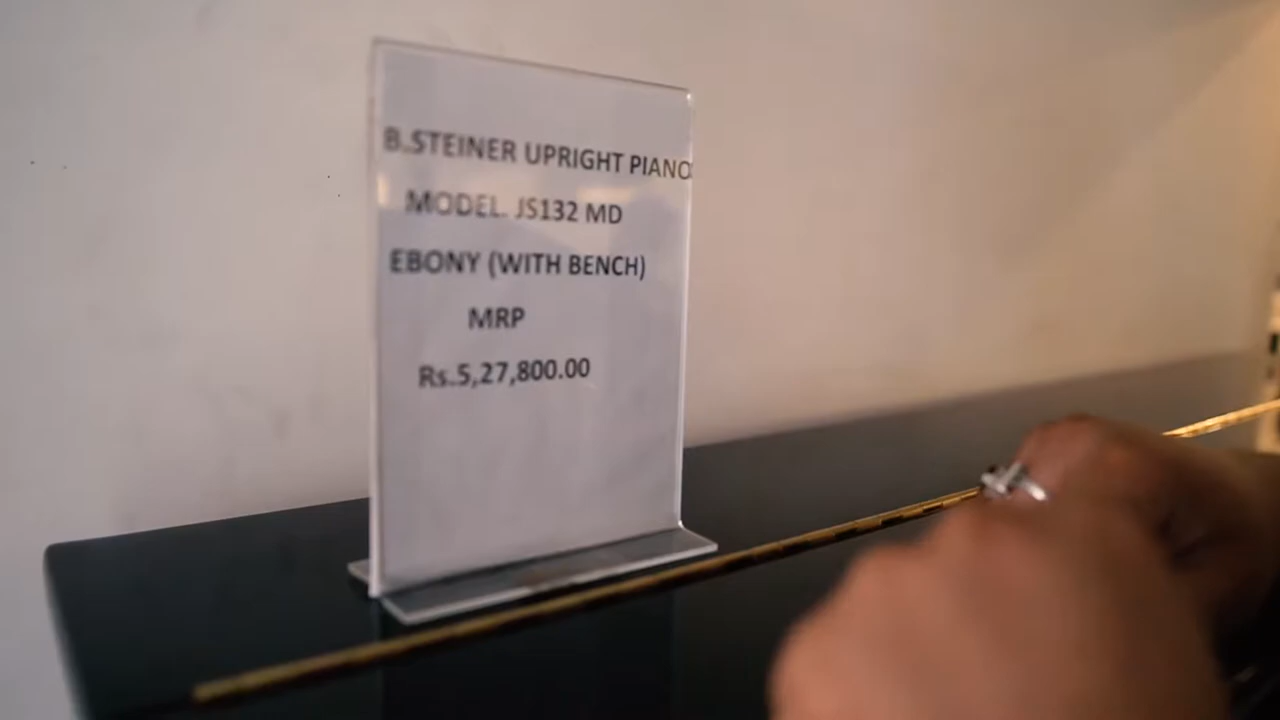 B.STEINER UPRIGHT PIANO
MODEL. JS132 MD
EBONY (WITH BENCH)
MRP
Rs.5,27,800.00